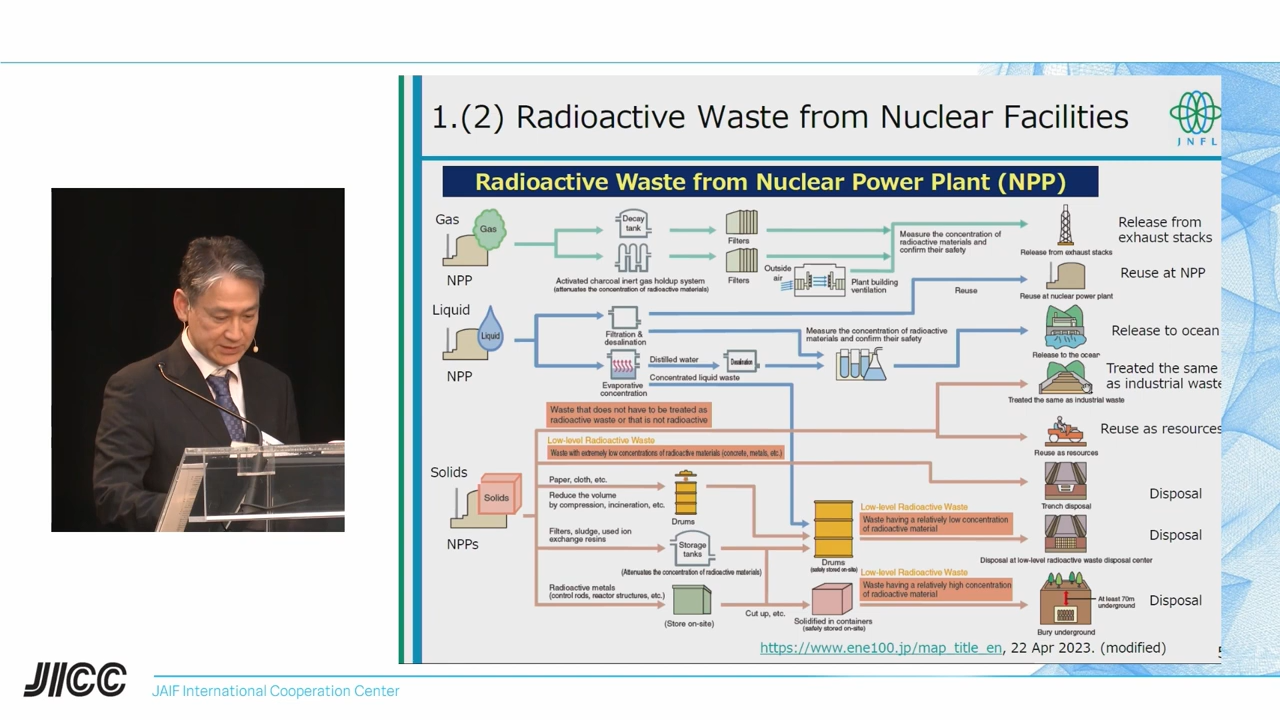 1.(2) Radioactive Waste from Nuclear Facilities
JNFL
Radioactive Waste from Nuclear Power Plant (NPP)
Gas
Gas
NPP
Decay
tank
Filters
Activated charcoal inert gas holdup system
(attenuates the concentration of radioactive materials)
Filters
Outside
air
Plant building
ventilation
Measure the concentration of
radioactive materials and
confirm their safety
Release from exhaust stacks
Release from
exhaust stacks
Reuse
Reuse at nuclear power plant
Reuse at NPP
Liquid
Liquid
NPP
Filtration &
desalination
Evaporative
concentration
Distilled water
Desalination
Concentrated liquid waste
Measure the concentration of radioactive
materials and confirm their safety
Release to the ocean
Release to ocean
Treated the same as industrial waste
Treated the same
as industrial waste
Waste that does not have to be treated as
radioactive waste or that is not radioactive
Reuse as resources
Reuse as resources
Low-level Radioactive Waste
Waste with extremely low concentrations of radioactive materials (concrete, metals, etc.)
Trench disposal
Disposal
Solids
Solids
NPPs
Paper, cloth, etc.
Reduce the volume
by compression, incineration, etc.
Drums
Filters, sludge, used ion
exchange resins
Storage
tanks
(Attenuates the concentration of radioactive materials)
Radioactive metals
(control rods, reactor structures, etc.)
(Store on-site)
Cut up, etc.
Drums
(safely stored on-site)
Solidified in containers
(safely stored on-site)
Low-level Radioactive Waste
Waste having a relatively low concentration
of radioactive material
Disposal at low-level radioactive waste disposal center
Disposal
Low-level Radioactive Waste
Waste having a relatively high concentration
of radioactive material
At least 70m
underground
Bury underground
Disposal
https://www.ene100.jp/map_title_en, 22 Apr 2023. (modified)
JICC
JAIF International Cooperation Center